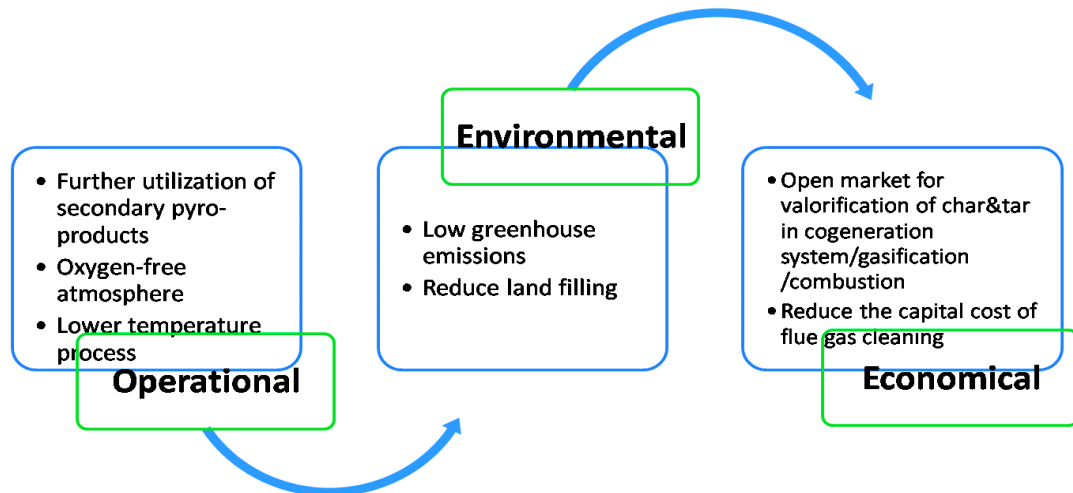 • Further utilization of
secondary pyro-
products
• Oxygen-free
atmosphere
• Lower temperature
process
Operational
Environmental
• Low greenhouse
emissions
• Reduce land filling
• Open market for
valorification of char&tar
in cogeneration
system/gasification
/combustion
• Reduce the capital cost of
flue gas cleaning
Economical